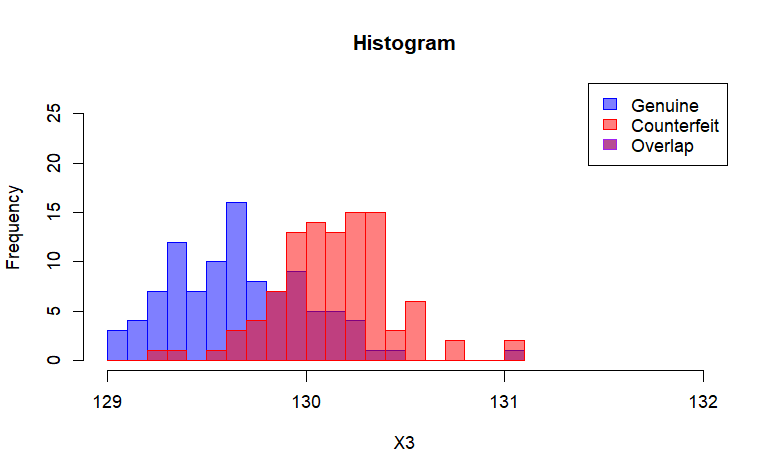 Histogram
Genuine
Counterfeit
Overlap
25
20
15
10
5
0
Frequency
129
130
131
132
X3